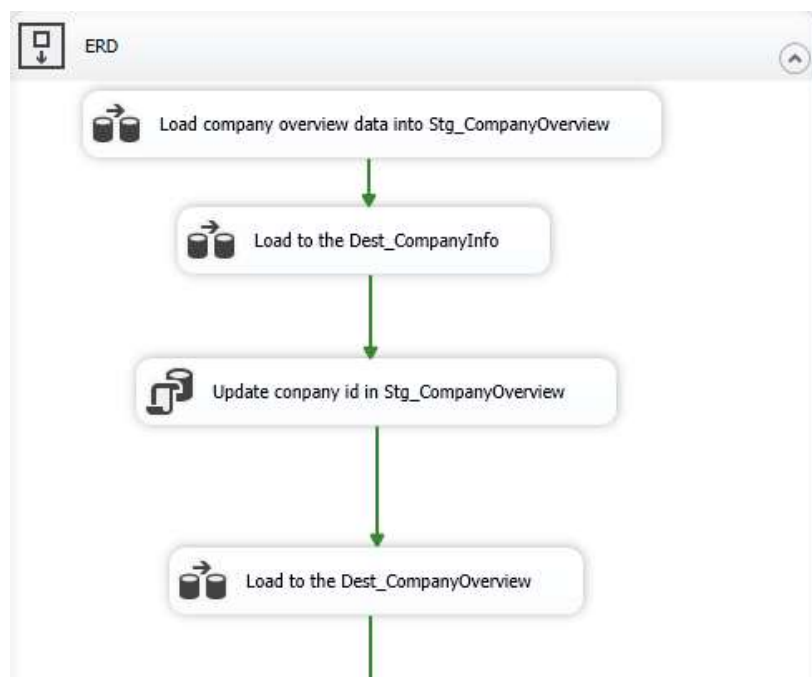 ERD
Load company overview data into Stg_CompanyOverview
Load to the Dest_CompanyInfo
Update conpany id in Stg_CompanyOverview
Load to the Dest_CompanyOverview